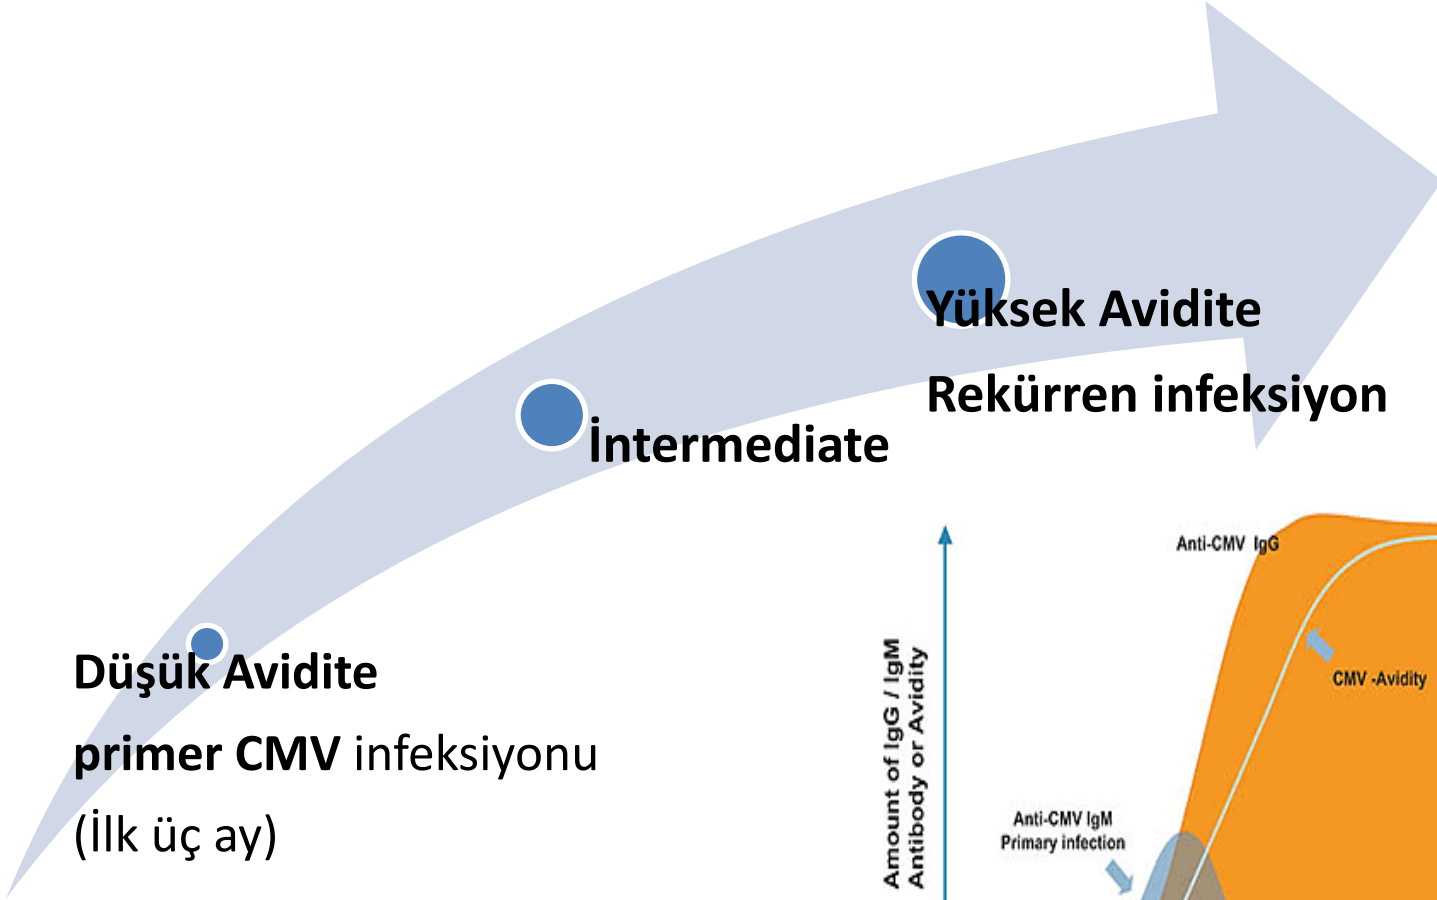 Yüksek Avidite
Rekürren infeksiyon
İntermediate
Düşük Avidite
primer CMV infeksiyonu
(İlk üç ay)
Anti-CMV IgG
CMV -Avidity
Amount of IgG / IgM
Antibody or Avidity
Anti-CMV IgM
Primary infection